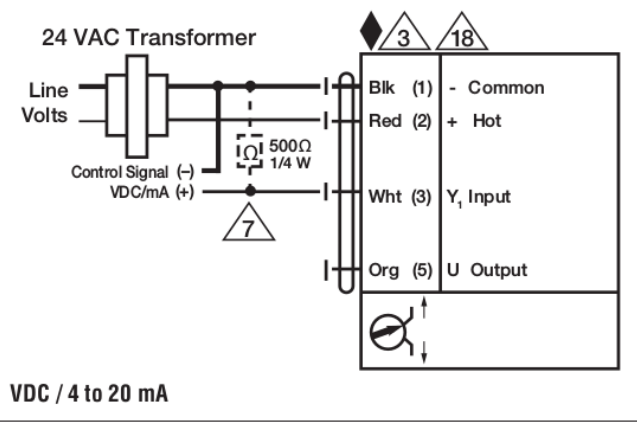 24 VAC Transformer
3
18
Line
Volts
Blk (1) - Common
Red (2) + Hot
Ω 500Ω
1/4 W
Control Signal (–)
VDC/mA (+)
Wht (3) Y1 Input
7
Org (5) U Output
VDC / 4 to 20 mA